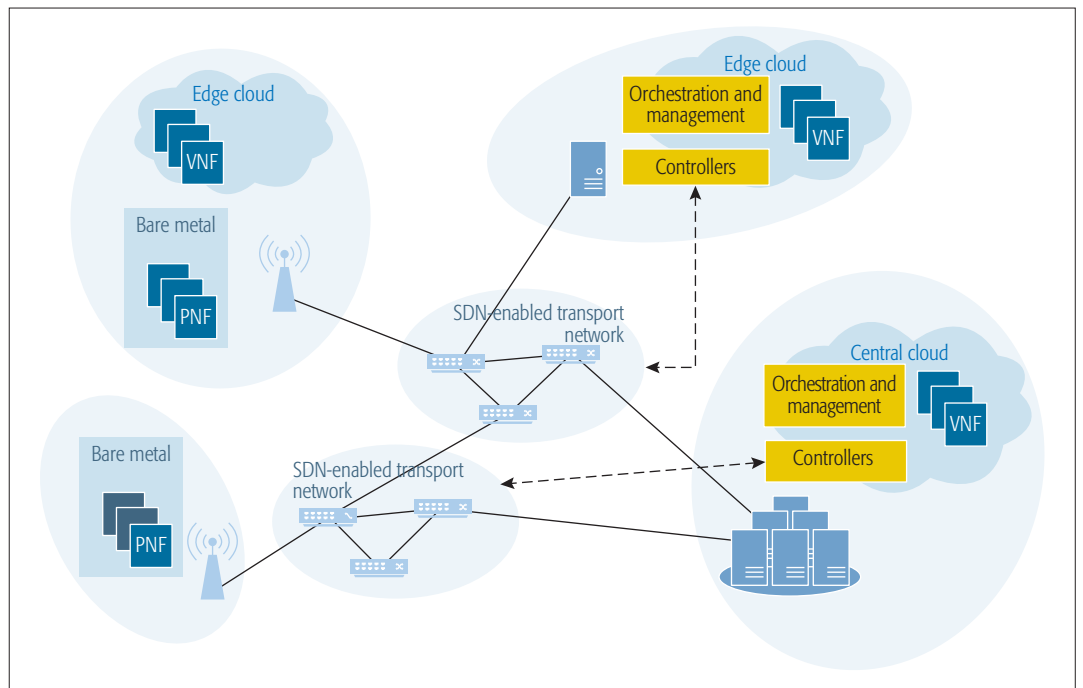 Edge cloud
VNF
Bare metal
PNF
Edge cloud
Orchestration and
management
VNF
Controllers
SDN-enabled transport
network
Central cloud
Orchestration and
management
VNF
Controllers
Bare metal
PNF
SDN-enabled transport
network